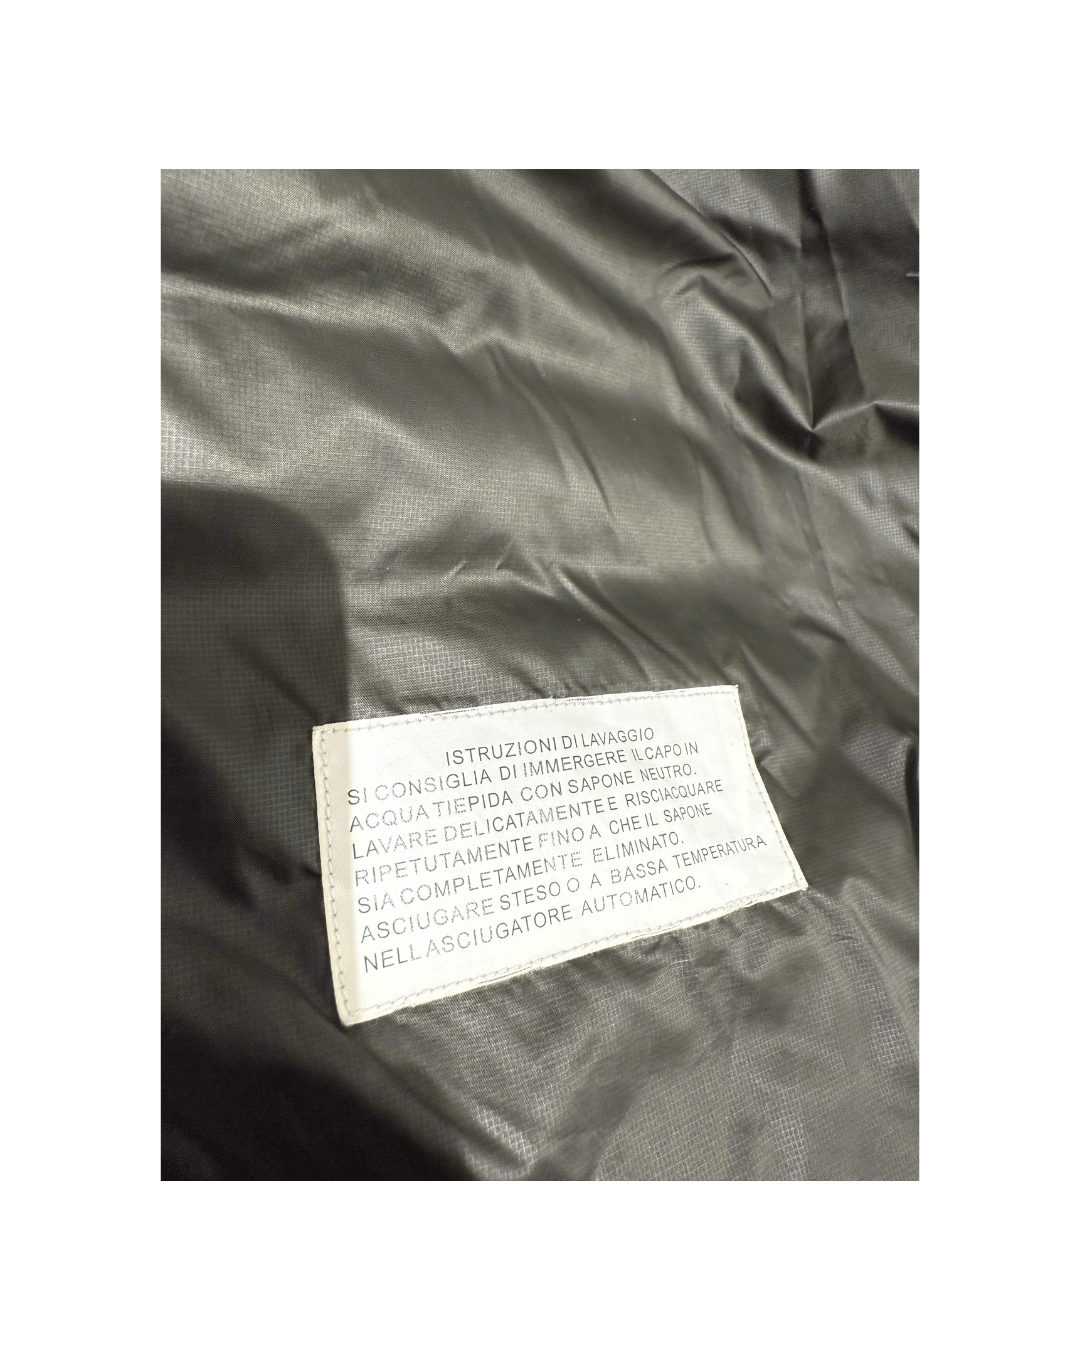 ISTRUZIONI DI LAVAGGIO
SI CONSIGLIA DI IMMERGERE IL CAPO IN
ACQUA TIEPIDA CON SAPONE NEUTRO.
LAVARE DELICATAMENTE E RISCIACQUARE
RIPETUTAMENTE FINO A CHE IL SAPONE
SIA COMPLETAMENTE ELIMINATO.
ASCIUGARE STESO O A BASSA TEMPERATURA
NELL ASCIUGATORE AUTOMATICO.